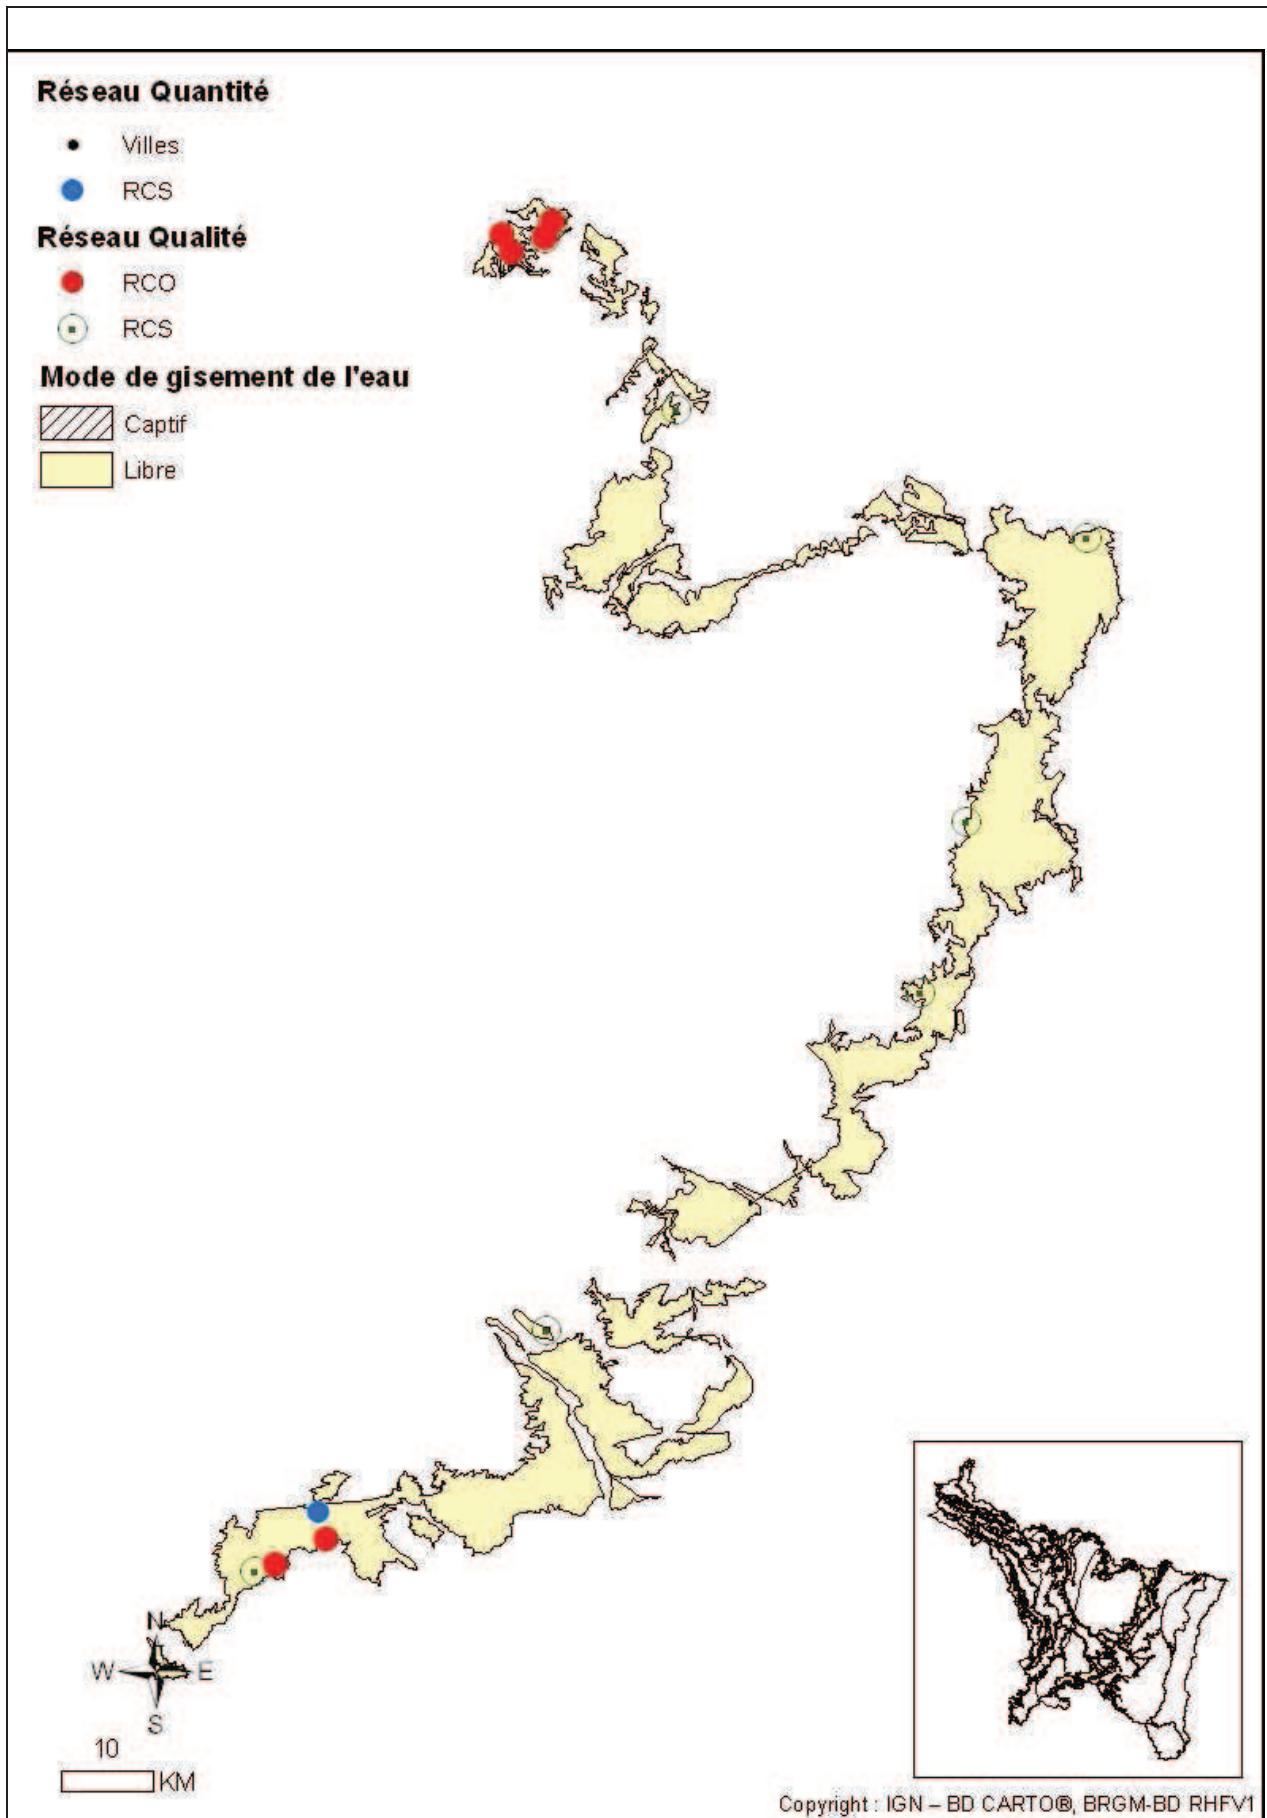 Réseau Quantité
Villes
RCS
Réseau Qualité
RCO
RCS
Mode de gisement de l'eau
Captif
Libre
N
W E
S
10
KM
Copyright : IGN – BD CARTO®, BRGM-BD RHFV1